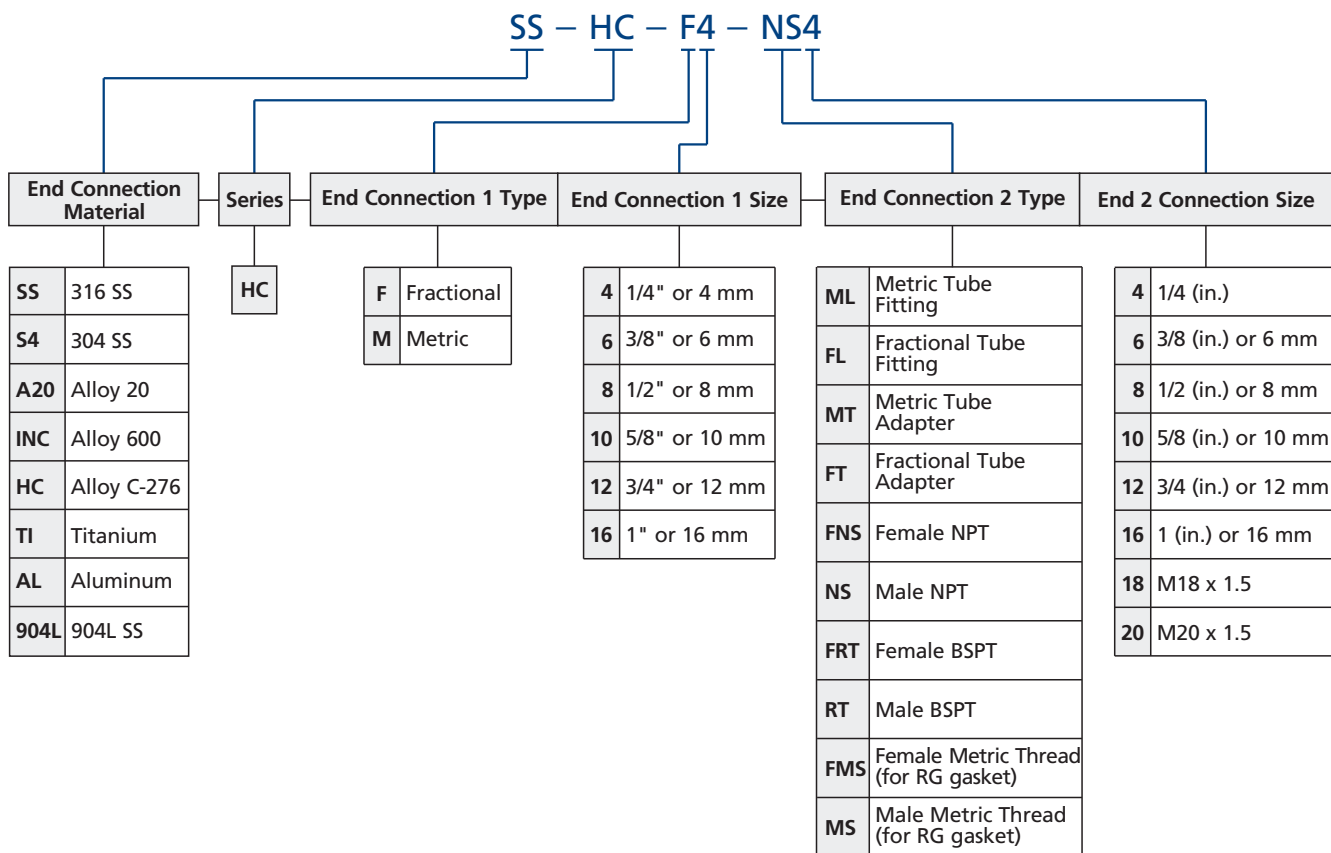 SS – HC – F4 – NS4
End Connection
Material
Series
End Connection 1 Type
End Connection 1 Size
End Connection 2 Type
End 2 Connection Size
SS 316 SS
S4 304 SS
A20 Alloy 20
INC Alloy 600
HC Alloy C-276
TI Titanium
AL Aluminum
904L 904L SS
HC
F Fractional
M Metric
4 1/4" or 4 mm
6 3/8" or 6 mm
8 1/2" or 8 mm
10 5/8" or 10 mm
12 3/4" or 12 mm
16 1" or 16 mm
ML Metric Tube
Fitting
FL Fractional Tube
Fitting
MT Metric Tube
Adapter
FT Fractional Tube
Adapter
FNS Female NPT
NS Male NPT
FRT Female BSPT
RT Male BSPT
FMS Female Metric Thread
(for RG gasket)
MS Male Metric Thread
(for RG gasket)
4 1/4 (in.)
6 3/8 (in.) or 6 mm
8 1/2 (in.) or 8 mm
10 5/8 (in.) or 10 mm
12 3/4 (in.) or 12 mm
16 1 (in.) or 16 mm
18 M18 x 1.5
20 M20 x 1.5